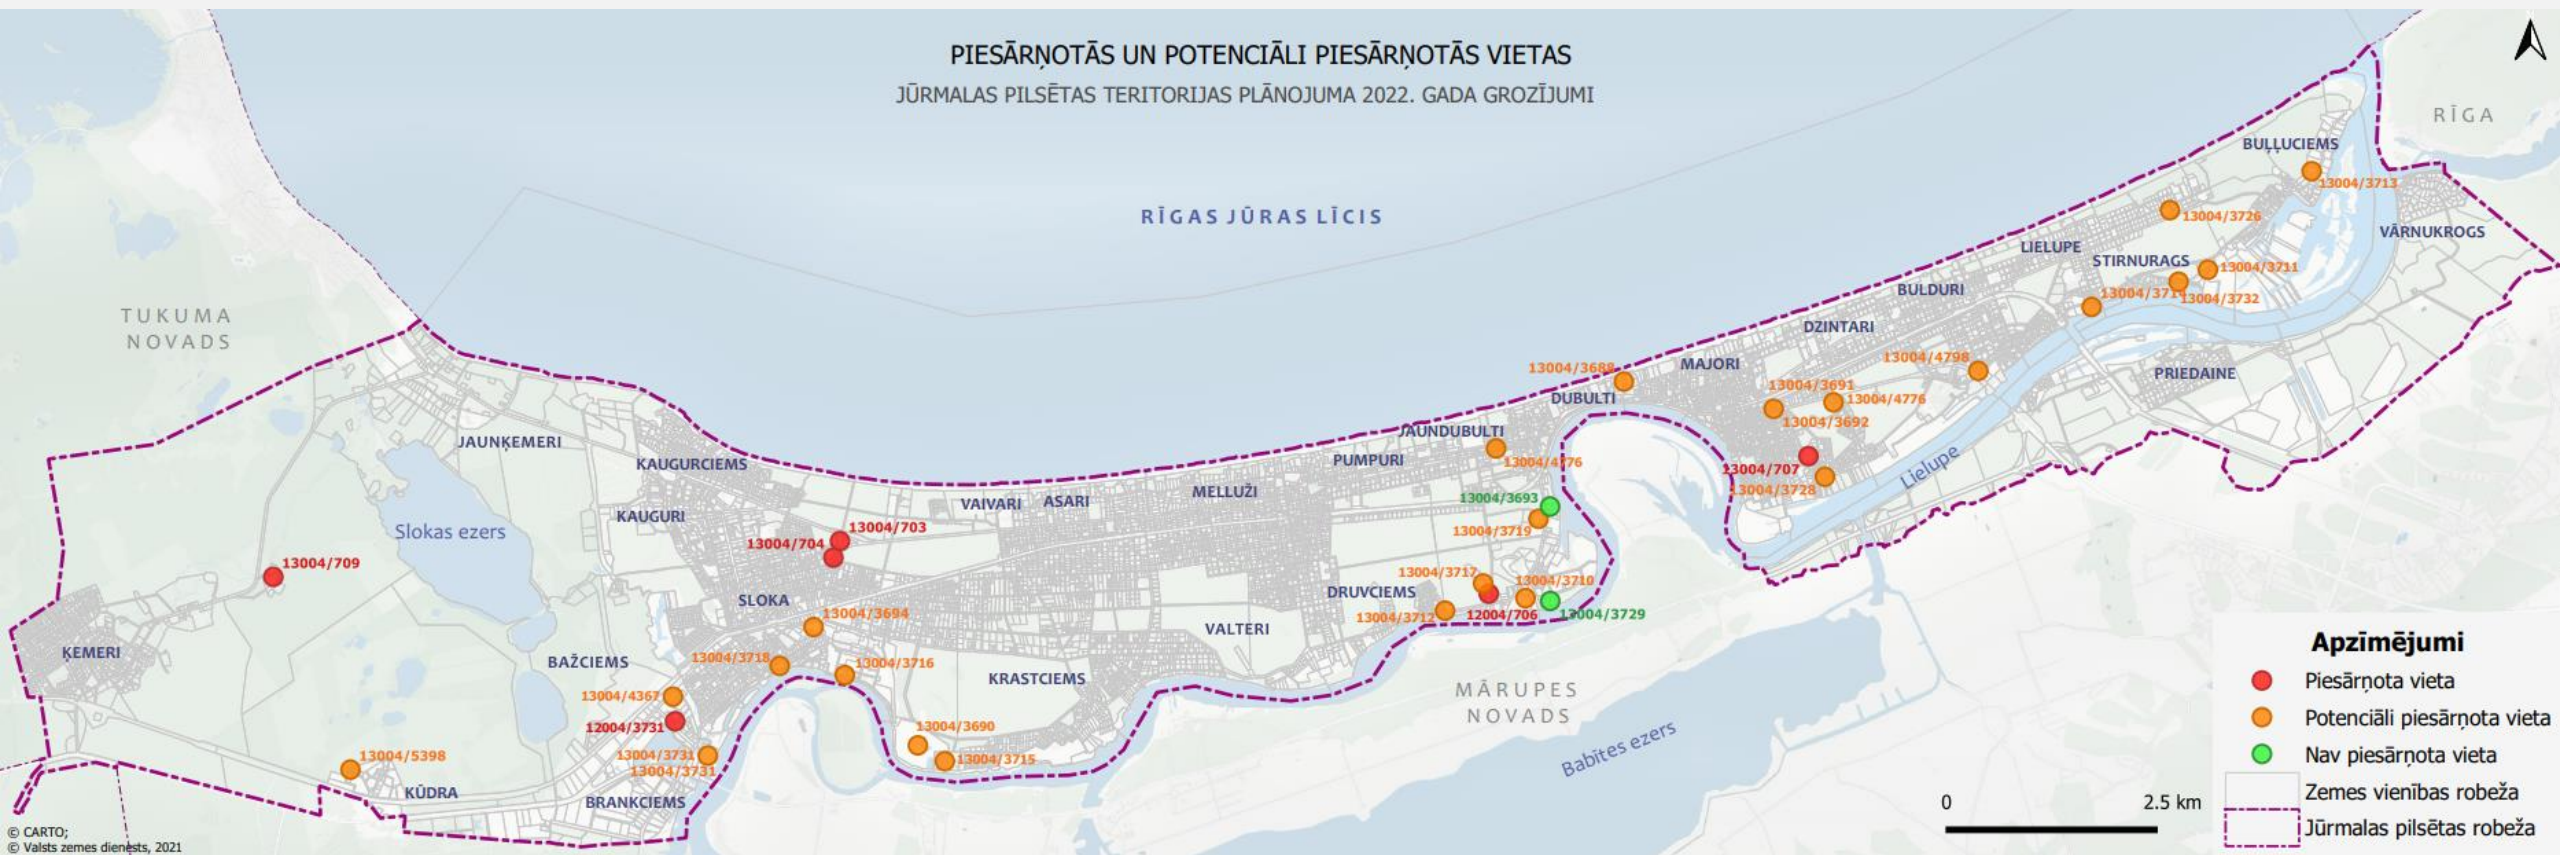 PIESĀRŅOTĀS UN POTENCIĀLI PIESĀRŅOTĀS VIETAS
JŪRMALAS PILSĒTAS TERITORIJAS PLĀNOJUMA 2022. GADA GROZĪJUMI
RĪGA
BUĻĻUCIEMS
13004/3713
RĪGAS JŪRAS LĪCIS
13004/3726
VĀRNUKROGS
LIELUPE
STIRNURAGS
13004/3711
BULDURI
13004/3732
TUKUMA
NOVADS
DZINTARI
13004/4798
13004/3688
MAJORI
PRIEDAINE
13004/3691
DUBULTI
13004/4776
13004/3692
JAUNĶEMERI
JAUNDUBULTI
PUMPURI
13004/4776
KAUGURCIEMS
13004/707
Lielupe
13004/3728
MELLUŽI
VAIVARI
ASARI
13004/3693
KAUGURI
Slokas ezers
13004/703
13004/3719
13004/704
13004/709
13004/3717
13004/3710
DRUVCIEMS
SLOKA
13004/3694
13004/3712
12004/706
13004/3729
VALTERI
ĶEMERI
BAŽCIEMS
13004/3718
13004/3716
KRASTCIEMS
MĀRUPES
NOVADS
13004/4367
12004/3731
13004/3690
Babītes ezers
13004/5398
13004/3731
13004/3715
13004/3731
KŪDRA
BRANKCIEMS
Apzīmējumi
Piesārņota vieta
Potenciāli piesārņota vieta
Nav piesārņota vieta
Zemes vienības robeža
Jūrmalas pilsētas robeža
0 2.5 km
© CARTO;
© Valsts zemes dienests, 2021